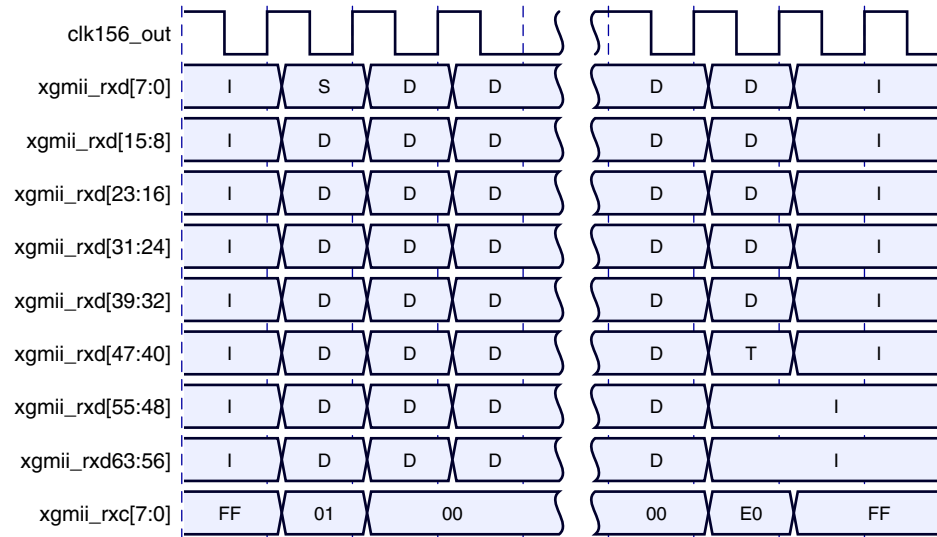 clk156_out
xgmii_rxd[7:0] I S D D D D I
xgmii_rxd[15:8] I D D D D D I
xgmii_rxd[23:16] I D D D D D I
xgmii_rxd[31:24] I D D D D D I
xgmii_rxd[39:32] I D D D D D I
xgmii_rxd[47:40] I D D D D T I
xgmii_rxd[55:48] I D D D D I
xgmii_rxd63:56] I D D D D I
xgmii_rxc[7:0] FF 01 00 00 E0 FF